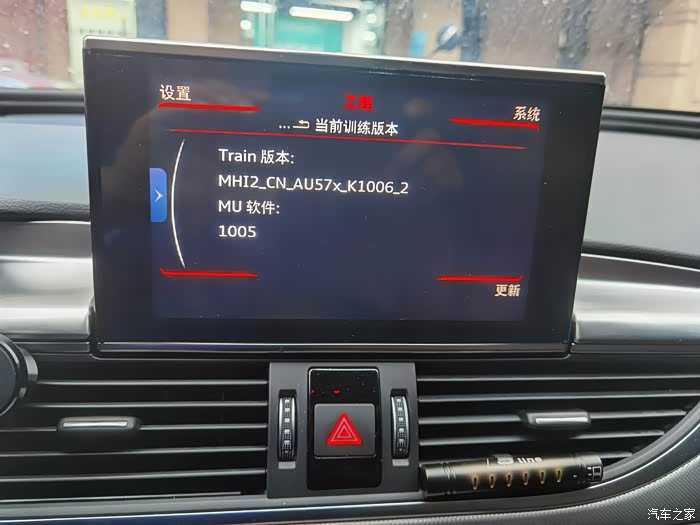 设置
工程
系统
...当前训练版本
Train 版本:
MHI2_CN_AU57x_K1006_2
MU 软件:
1005
更新
汽车之家